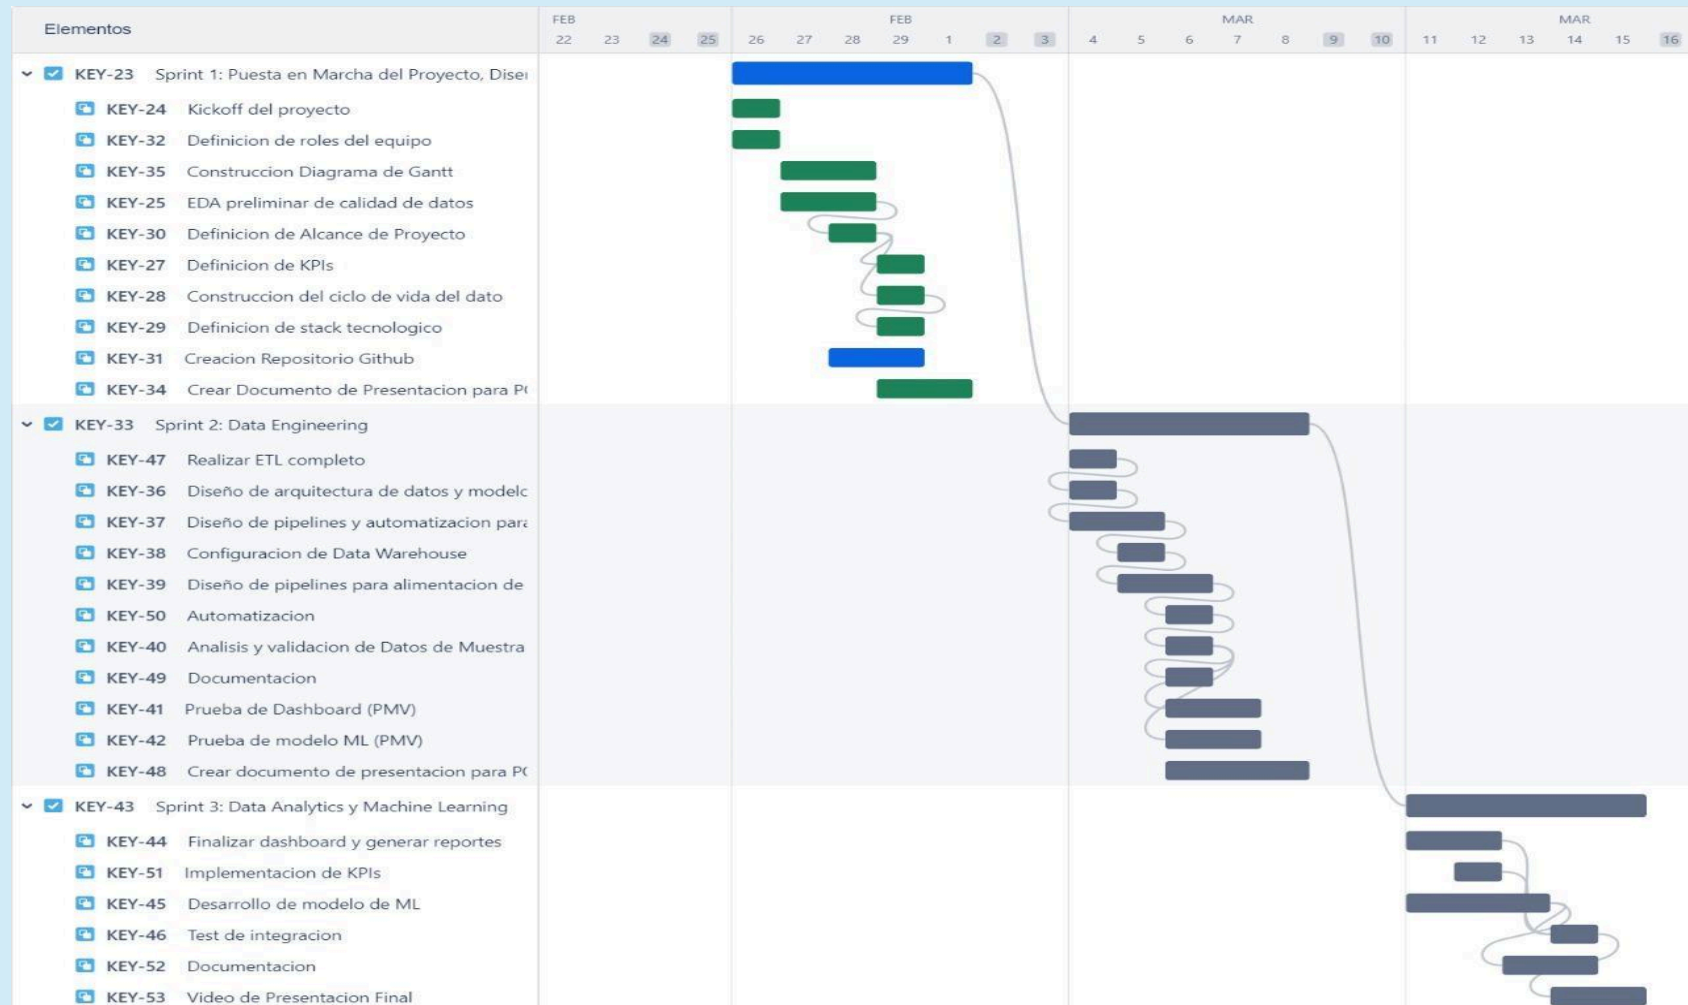 Elementos
FEB FEB MAR MAR
22 23 24 25 26 27 28 29 1 2 3 4 5 6 7 8 9 10 11 12 13 14 15 16
KEY-23 Sprint 1: Puesta en Marcha del Proyecto, Dise
KEY-24 Kickoff del proyecto
KEY-32 Definicion de roles del equipo
KEY-35 Construccion Diagrama de Gantt
KEY-25 EDA preliminar de calidad de datos
KEY-30 Definicion de Alcance de Proyecto
KEY-27 Definicion de KPIs
KEY-28 Construccion del ciclo de vida del dato
KEY-29 Definicion de stack tecnologico
KEY-31 Creacion Repositorio Github
KEY-34 Crear Documento de Presentacion para P
KEY-33 Sprint 2: Data Engineering
KEY-47 Realizar ETL completo
KEY-36 Diseño de arquitectura de datos y modelo
KEY-37 Diseño de pipelines y automatizacion para
KEY-38 Configuracion de Data Warehouse
KEY-39 Diseño de pipelines para alimentacion de
KEY-50 Automatizacion
KEY-40 Analisis y validacion de Datos de Muestra
KEY-49 Documentacion
KEY-41 Prueba de Dashboard (PMV)
KEY-42 Prueba de modelo ML (PMV)
KEY-48 Crear documento de presentacion para P
KEY-43 Sprint 3: Data Analytics y Machine Learning
KEY-44 Finalizar dashboard y generar reportes
KEY-51 Implementacion de KPIs
KEY-45 Desarrollo de modelo de ML
KEY-46 Test de integracion
KEY-52 Documentacion
KEY-53 Video de Presentacion Final